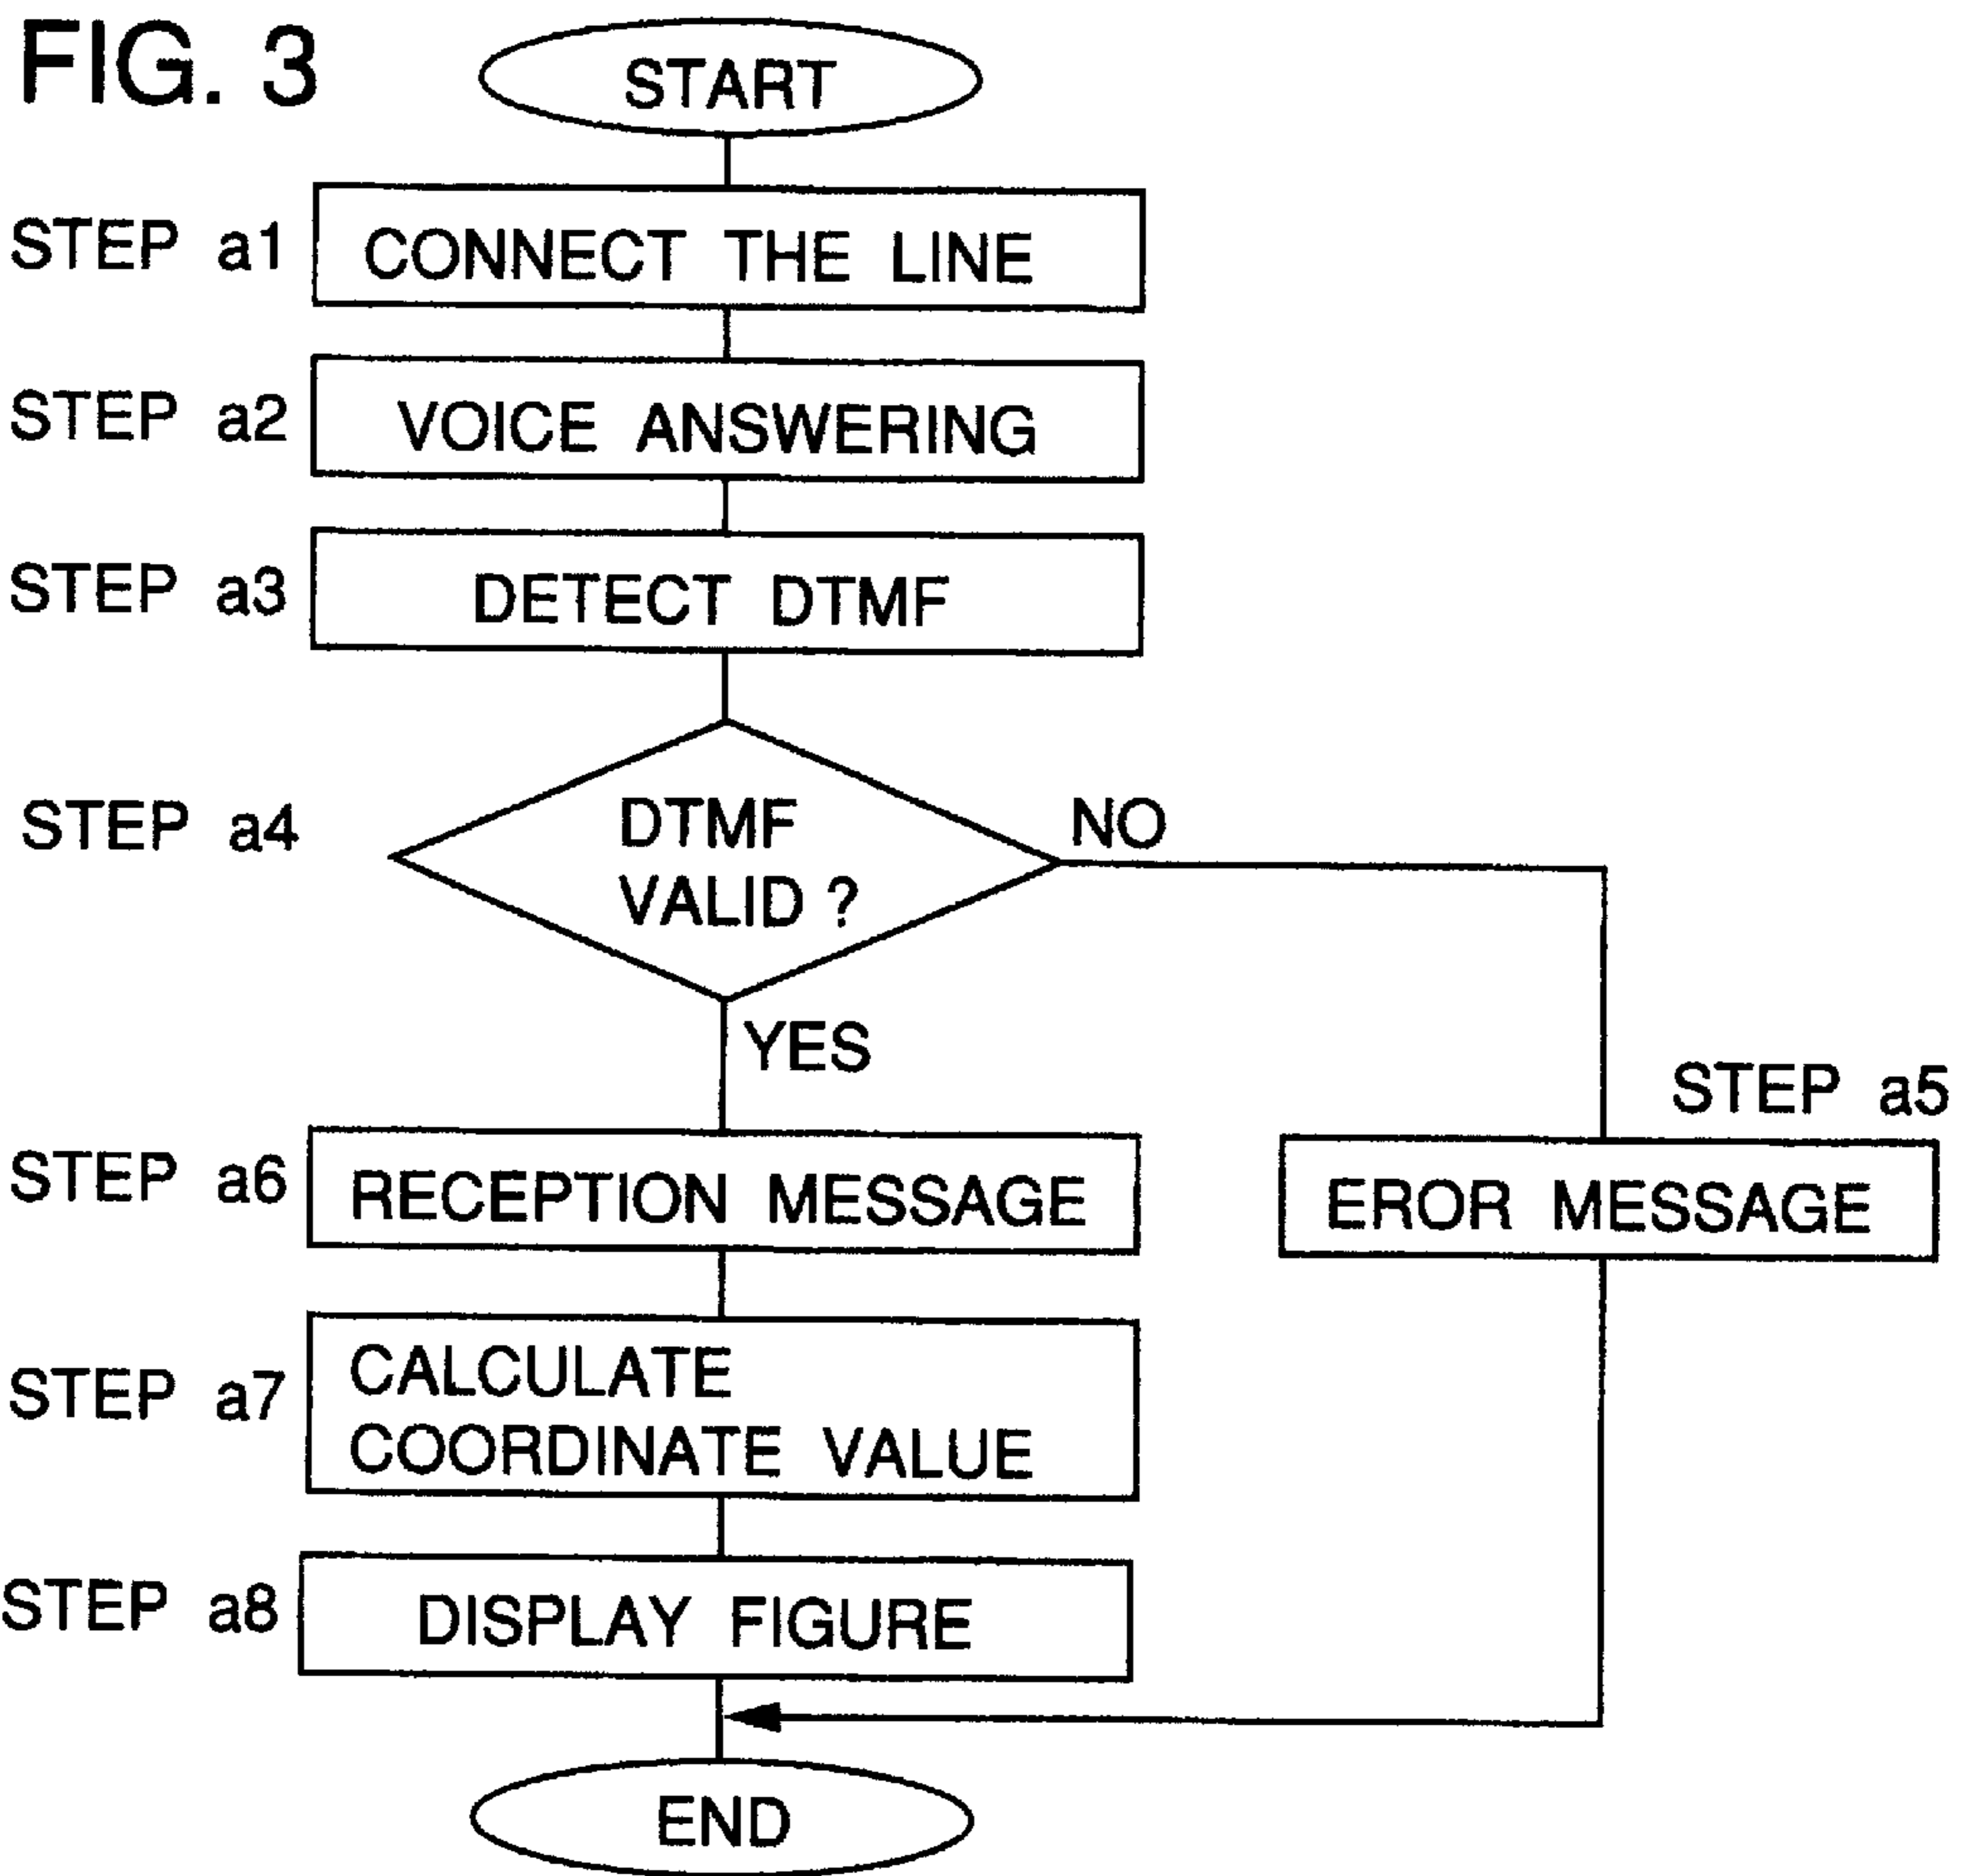 FIG. 3
START
STEP a1
CONNECT THE LINE
STEP a2
VOICE ANSWERING
STEP a3
DETECT DTMF
STEP a4
DTMF
VALID ?
NO
YES
STEP a5
STEP a6
RECEPTION MESSAGE
EROR MESSAGE
STEP a7
CALCULATE
COORDINATE VALUE
STEP a8
DISPLAY FIGURE
END